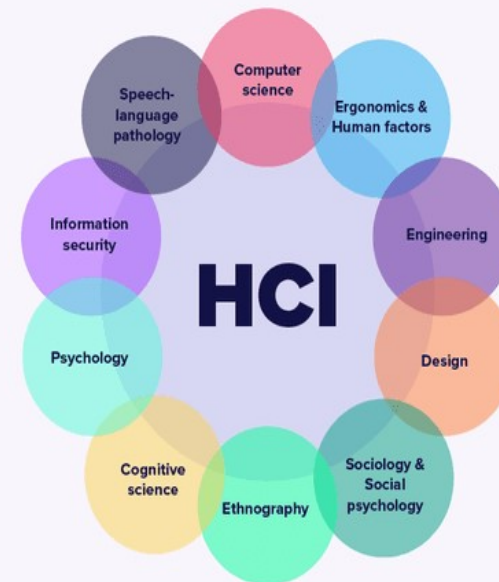 Computer
science
Ergonomics &
Human factors
Engineering
Design
Sociology &
Social
psychology
Ethnography
Cognitive
science
Psychology
Information
security
Speech-
language
pathology
HCI